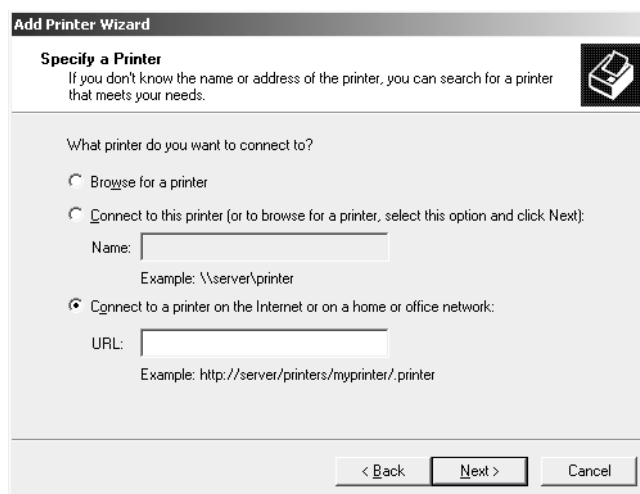 Add Printer Wizard
Specify a Printer
If you don't know the name or address of the printer, you can search for a printer
that meets your needs.
What printer do you want to connect to?
Browse for a printer
Connect to this printer (or to browse for a printer, select this option and click Next):
Name:
Example: \\server\printer
Connect to a printer on the Internet or on a home or office network:
URL:
Example: http://server/printers/myprinter/.printer
< Back Next > Cancel